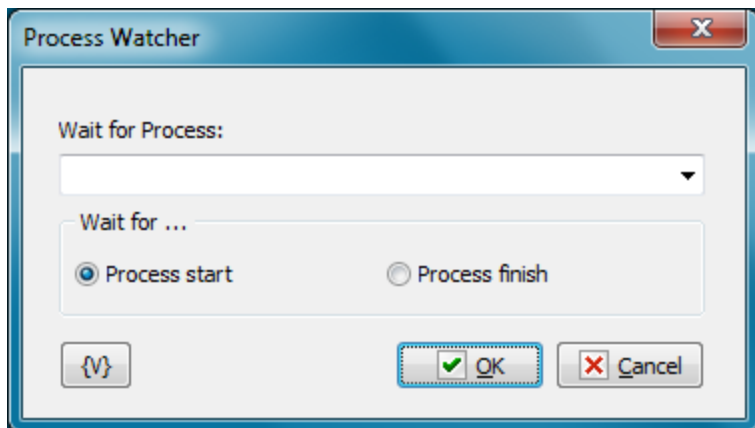 Process Watcher
Wait for Process:
Wait for ...
Process start Process finish
{V} OK Cancel